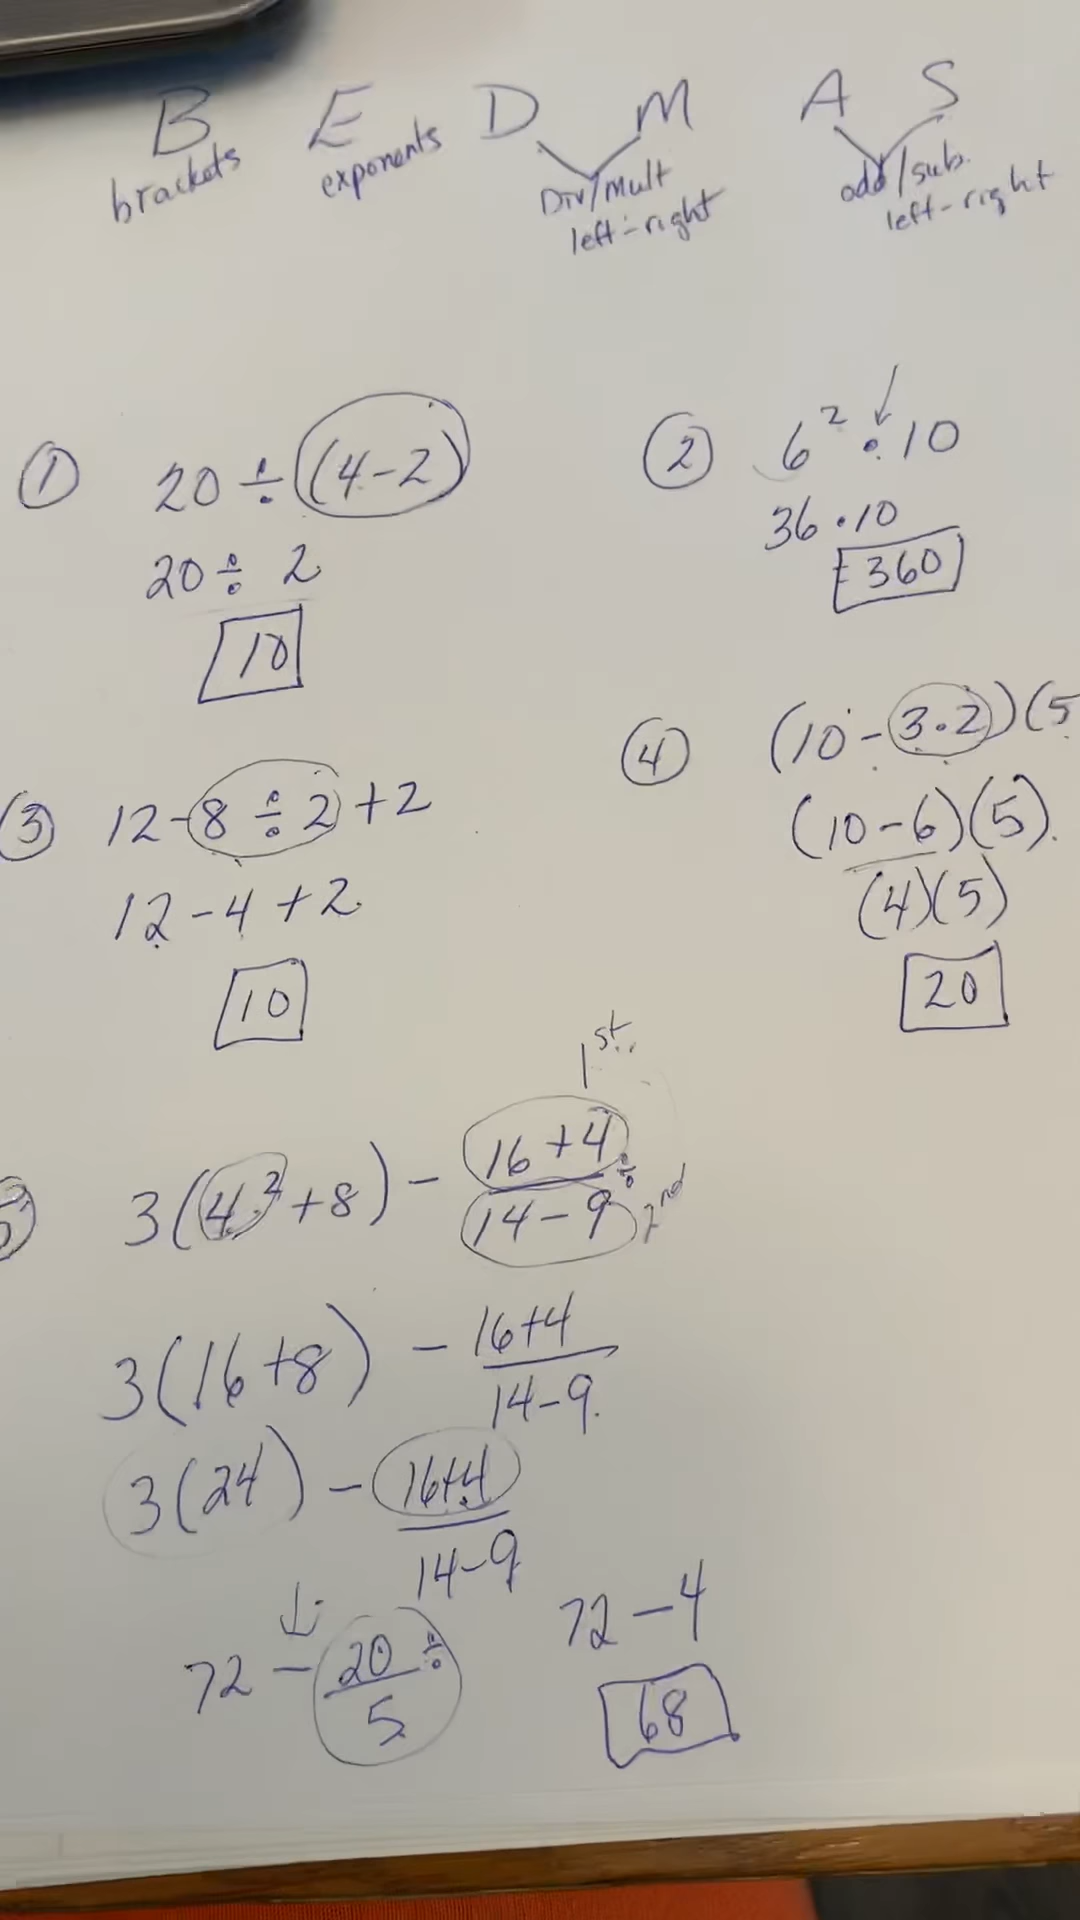 B E D M A S
brackets exponents Div/mult add/sub.
left-right left-right
① 20 ÷ (4-2)
20 ÷ 2
10
② 6² · 10
36 · 10
= 360
③ 12 - 8 ÷ 2 + 2
12 - 4 + 2
10
④ (10 - 3·2)(5
(10 - 6)(5)
(4)(5)
20
1st
⑤ 3(4² + 8) - 16+4 ÷
14-9 2nd
3(16+8) - 16+4
14-9
3(24) - 16+4
14-9
72 - 20 ÷
5
72 - 4
68